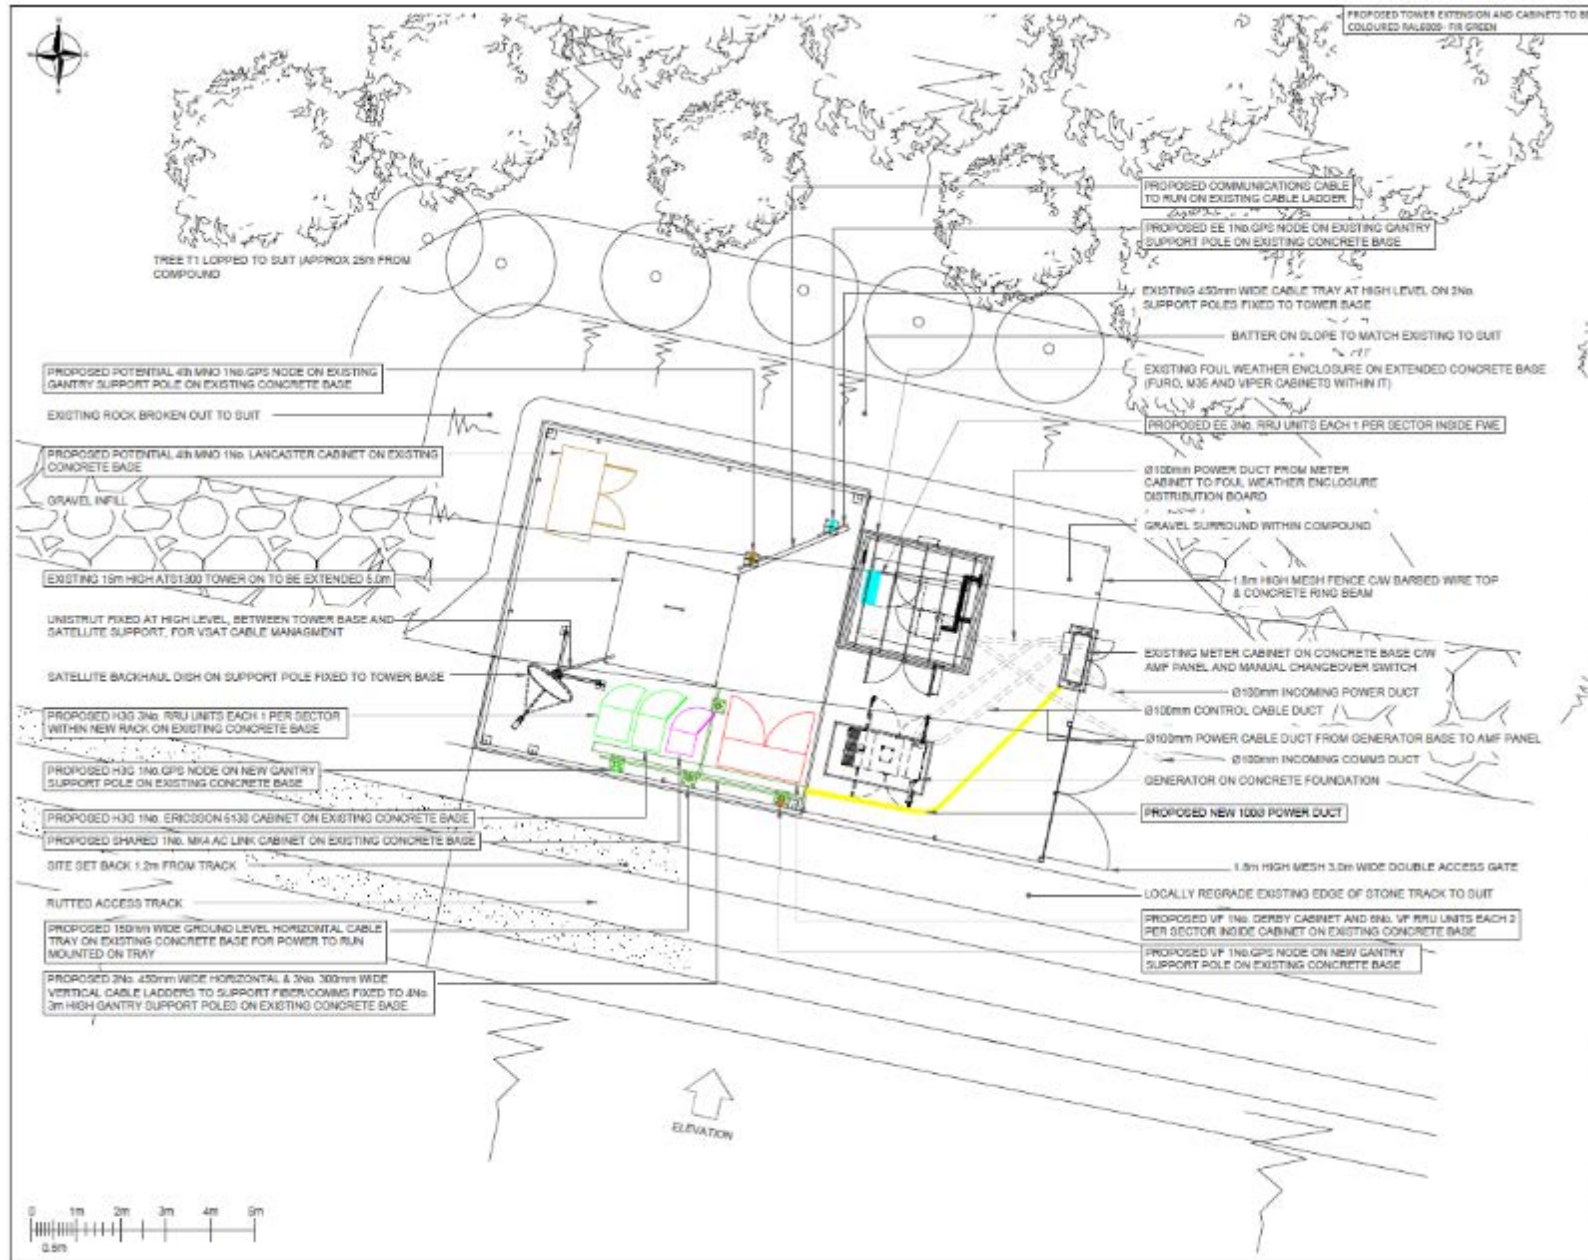 PROPOSED TOWER EXTENSION AND CABINETS TO BE
COLOURED RAL6009- FIR GREEN
PROPOSED COMMUNICATIONS CABLE
TO RUN ON EXISTING CABLE LADDER
PROPOSED EE 1No.GPS NODE ON EXISTING GANTRY
SUPPORT POLE ON EXISTING CONCRETE BASE
TREE T1 LOPPED TO SUIT (APPROX 25m FROM
COMPOUND
EXISTING 450mm WIDE CABLE TRAY AT HIGH LEVEL ON 2No.
SUPPORT POLES FIXED TO TOWER BASE
BATTER ON SLOPE TO MATCH EXISTING TO SUIT
PROPOSED POTENTIAL 4th MNO 1No.GPS NODE ON EXISTING
GANTRY SUPPORT POLE ON EXISTING CONCRETE BASE
EXISTING FOUL WEATHER ENCLOSURE ON EXTENDED CONCRETE BASE
(FURO, M36 AND VIPER CABINETS WITHIN IT)
EXISTING ROCK BROKEN OUT TO SUIT
PROPOSED EE 3No. RRU UNITS EACH 1 PER SECTOR INSIDE FWE
PROPOSED POTENTIAL 4th MNO 1No. LANCASTER CABINET ON EXISTING
CONCRETE BASE
Ø100mm POWER DUCT FROM METER
CABINET TO FOUL WEATHER ENCLOSURE
DISTRIBUTION BOARD
GRAVEL INFILL
GRAVEL SURROUND WITHIN COMPOUND
EXISTING 15m HIGH ATS1300 TOWER ON TO BE EXTENDED 5.0m
1.8m HIGH MESH FENCE C/W BARBED WIRE TOP
& CONCRETE RING BEAM
UNISTRUT FIXED AT HIGH LEVEL, BETWEEN TOWER BASE AND
SATELLITE SUPPORT, FOR VSAT CABLE MANAGMENT
EXISTING METER CABINET ON CONCRETE BASE C/W
AMF PANEL AND MANUAL CHANGEOVER SWITCH
SATELLITE BACKHAUL DISH ON SUPPORT POLE FIXED TO TOWER BASE
Ø100mm INCOMING POWER DUCT
Ø100mm CONTROL CABLE DUCT
PROPOSED H3G 3No. RRU UNITS EACH 1 PER SECTOR
WITHIN NEW RACK ON EXISTING CONCRETE BASE
Ø100mm POWER CABLE DUCT FROM GENERATOR BASE TO AMF PANEL
Ø100mm INCOMING COMMS DUCT
PROPOSED H3G 1No.GPS NODE ON NEW GANTRY
SUPPORT POLE ON EXISTING CONCRETE BASE
GENERATOR ON CONCRETE FOUNDATION
PROPOSED H3G 1No. ERICSSON 6130 CABINET ON EXISTING CONCRETE BASE
PROPOSED NEW 100Ø POWER DUCT
PROPOSED SHARED 1No. MK4 AC LINK CABINET ON EXISTING CONCRETE BASE
SITE SET BACK 1.2m FROM TRACK
1.8m HIGH MESH 3.0m WIDE DOUBLE ACCESS GATE
RUTTED ACCESS TRACK
LOCALLY REGRADE EXISTING EDGE OF STONE TRACK TO SUIT
PROPOSED 150mm WIDE GROUND LEVEL HORIZONTAL CABLE
TRAY ON EXISTING CONCRETE BASE FOR POWER TO RUN
MOUNTED ON TRAY
PROPOSED VF 1No. DERBY CABINET AND 6No. VF RRU UNITS EACH 2
PER SECTOR INSIDE CABINET ON EXISTING CONCRETE BASE
PROPOSED VF 1No.GPS NODE ON NEW GANTRY
SUPPORT POLE ON EXISTING CONCRETE BASE
PROPOSED 2No. 450mm WIDE HORIZONTAL & 3No. 300mm WIDE
VERTICAL CABLE LADDERS TO SUPPORT FIBER/COMMS FIXED TO 4No.
3m HIGH GANTRY SUPPORT POLES ON EXISTING CONCRETE BASE
ELEVATION
0 1m 2m 3m 4m 5m
0.5m